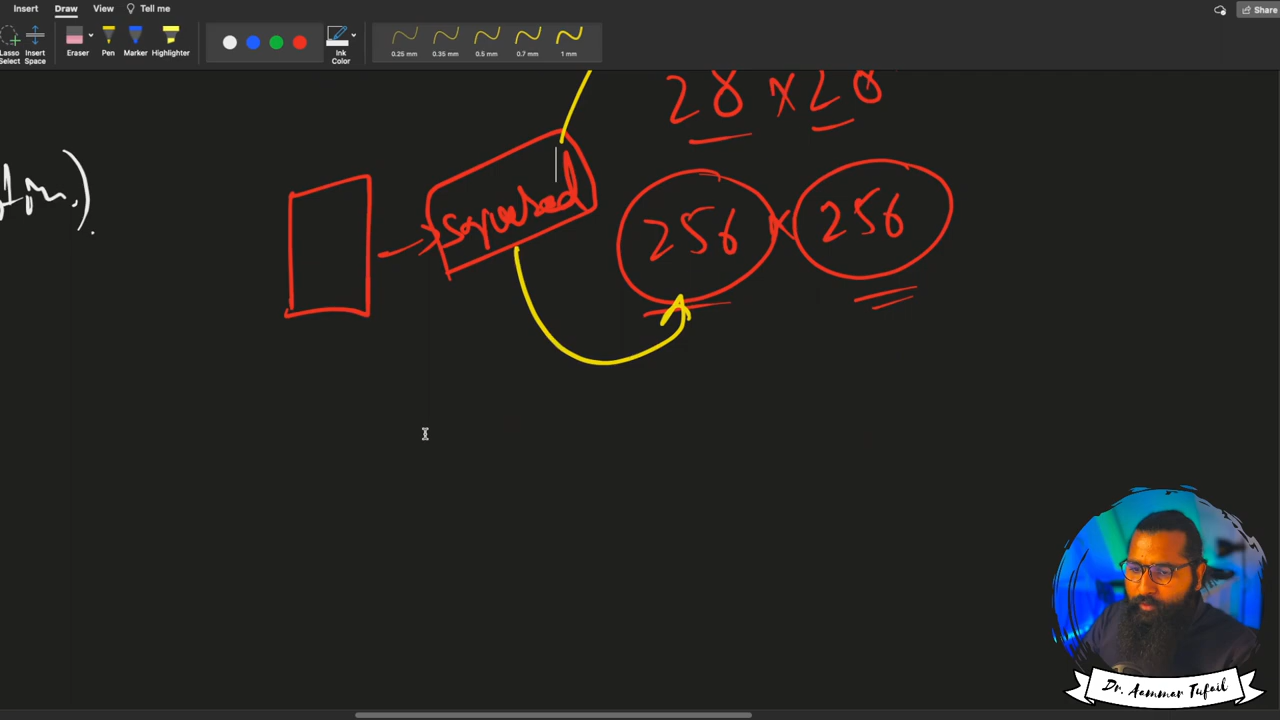 Insert Draw View Tell me
Share
Lasso Select
Insert Space
Eraser
Pen
Marker
Highlighter
Ink Color
0.25 mm
0.35 mm
0.5 mm
0.7 mm
1 mm
28 x 28
256 x 256
Dr. Aammar Tufail